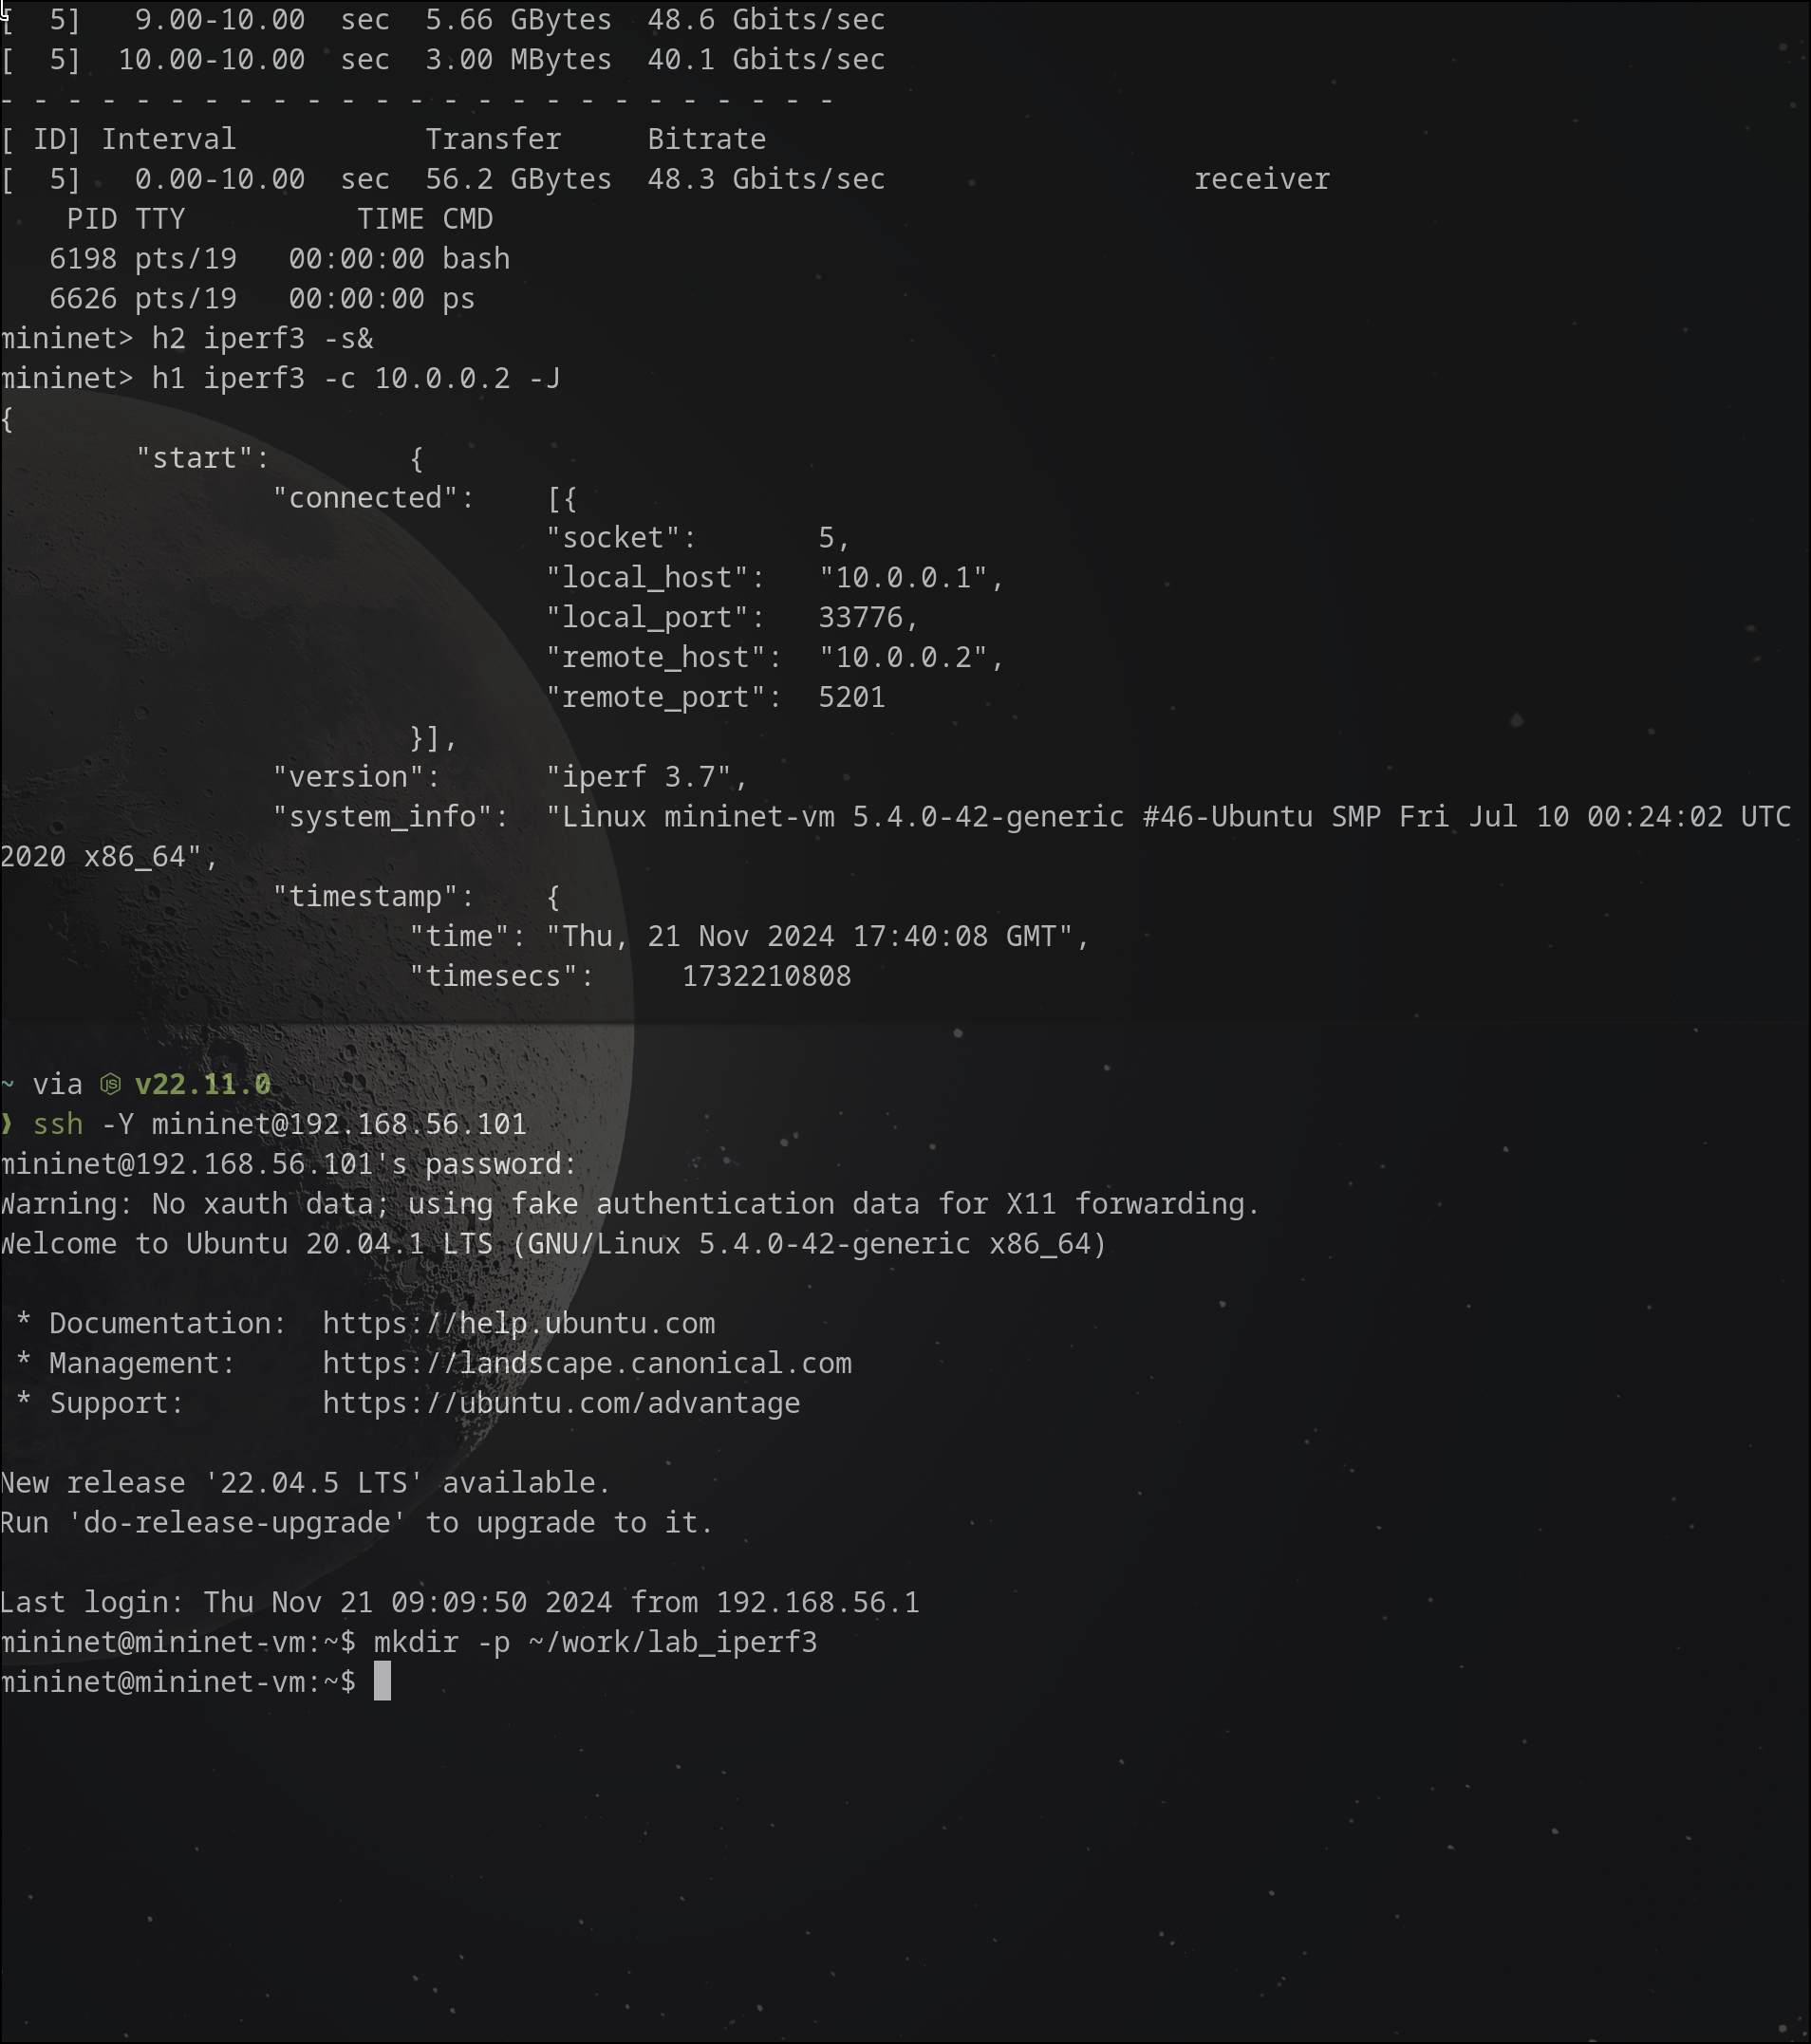 [  5]   9.00-10.00  sec  5.66 GBytes  48.6 Gbits/sec
[  5]  10.00-10.00  sec  3.00 MBytes  40.1 Gbits/sec
- - - - - - - - - - - - - - - - - - - - - - - - -
[ ID] Interval           Transfer     Bitrate
[  5]   0.00-10.00  sec  56.2 GBytes  48.3 Gbits/sec                  receiver
    PID TTY          TIME CMD
   6198 pts/19   00:00:00 bash
   6626 pts/19   00:00:00 ps
mininet> h2 iperf3 -s&
mininet> h1 iperf3 -c 10.0.0.2 -J
{
        "start":        {
                "connected":    [{
                                "socket":       5,
                                "local_host":   "10.0.0.1",
                                "local_port":   33776,
                                "remote_host":  "10.0.0.2",
                                "remote_port":  5201
                        }],
                "version":      "iperf 3.7",
                "system_info":  "Linux mininet-vm 5.4.0-42-generic #46-Ubuntu SMP Fri Jul 10 00:24:02 UTC
2020 x86_64",
                "timestamp":    {
                        "time": "Thu, 21 Nov 2024 17:40:08 GMT",
                        "timesecs":     1732210808
~ via v22.11.0
❯ ssh -Y mininet@192.168.56.101
mininet@192.168.56.101's password:
Warning: No xauth data; using fake authentication data for X11 forwarding.
Welcome to Ubuntu 20.04.1 LTS (GNU/Linux 5.4.0-42-generic x86_64)
 * Documentation:  https://help.ubuntu.com
 * Management:     https://landscape.canonical.com
 * Support:        https://ubuntu.com/advantage
New release '22.04.5 LTS' available.
Run 'do-release-upgrade' to upgrade to it.
Last login: Thu Nov 21 09:09:50 2024 from 192.168.56.1
mininet@mininet-vm:~$ mkdir -p ~/work/lab_iperf3
mininet@mininet-vm:~$